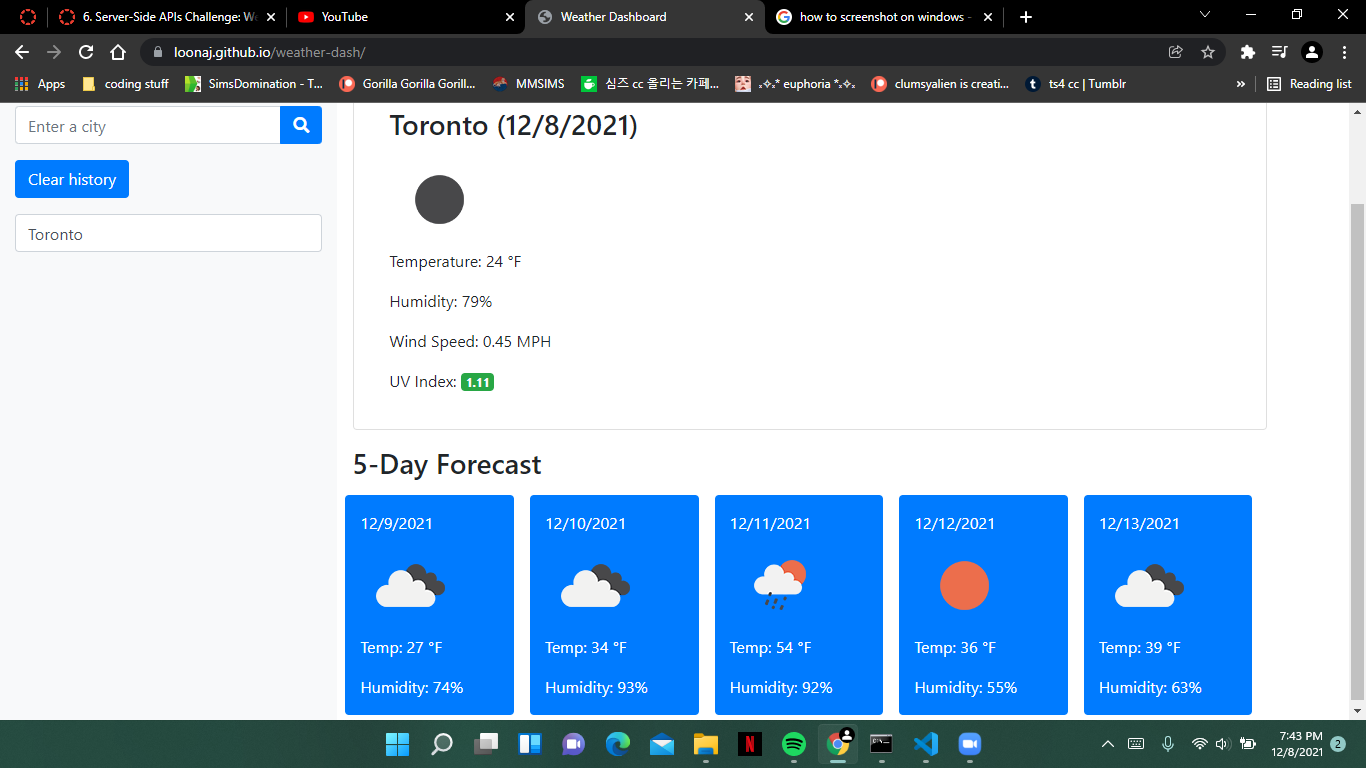 6. Server-Side APIs Challenge: We
YouTube
Weather Dashboard
how to screenshot on windows -
loonaj.github.io/weather-dash/
Apps
coding stuff
SimsDomination - T...
Gorilla Gorilla Gorill...
MMSIMS
심즈 cc 올리는 카페...
ₓ˟⟡* euphoria *ₓ⟡ₓ
clumsyalien is creati...
ts4 cc | Tumblr
»
Reading list
Enter a city
Clear history
Toronto
Toronto (12/8/2021)
Temperature: 24 °F
Humidity: 79%
Wind Speed: 0.45 MPH
UV Index: 1.11
5-Day Forecast
12/9/2021
Temp: 27 °F
Humidity: 74%
12/10/2021
Temp: 34 °F
Humidity: 93%
12/11/2021
Temp: 54 °F
Humidity: 92%
12/12/2021
Temp: 36 °F
Humidity: 55%
12/13/2021
Temp: 39 °F
Humidity: 63%
7:43 PM
12/8/2021
2